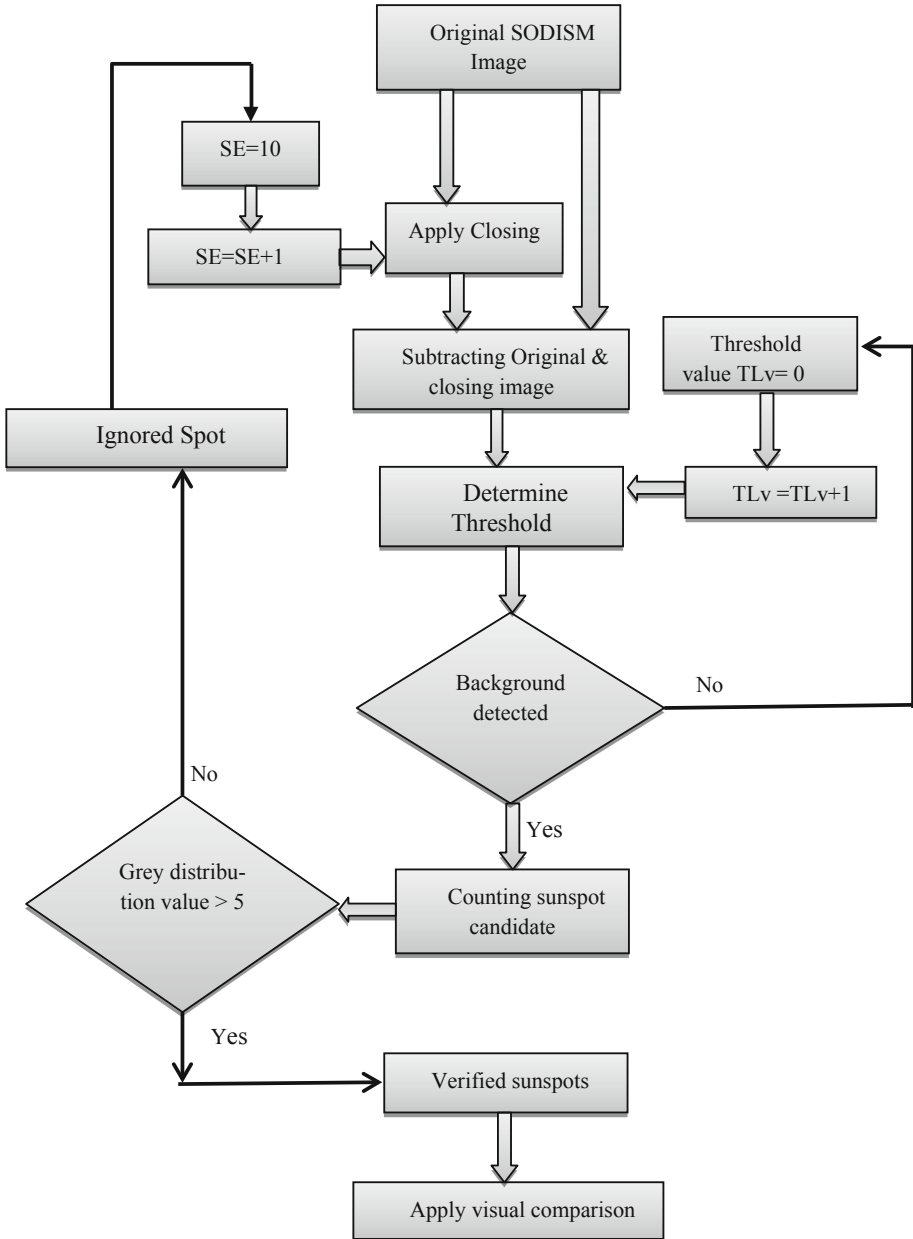 Original SODISM
Image
SE=10
SE=SE+1
Apply Closing
Subtracting Original &
closing image
Threshold
value TLv= 0
Ignored Spot
Determine
Threshold
TLv =TLv+1
Background
detected
No
Yes
No
Grey distribu-
tion value > 5
Counting sunspot
candidate
Yes
Verified sunspots
Apply visual comparison